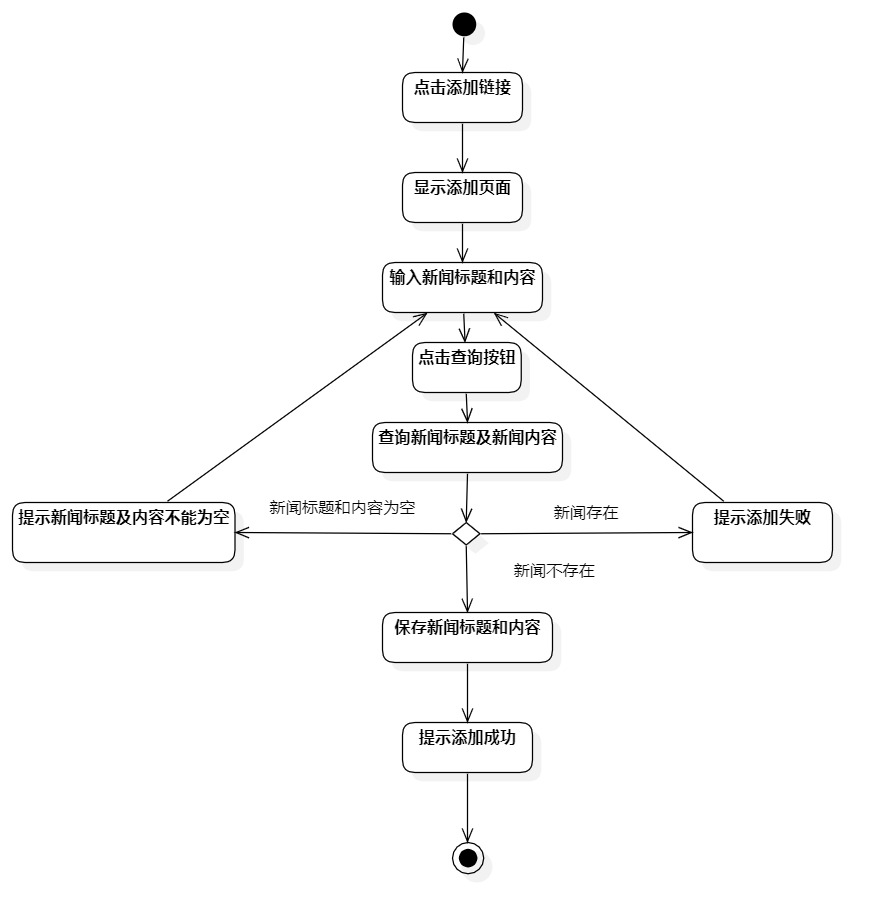 点击添加链接
显示添加页面
输入新闻标题和内容
点击查询按钮
查询新闻标题及新闻内容
新闻标题和内容为空
新闻存在
提示新闻标题及内容不能为空
提示添加失败
新闻不存在
保存新闻标题和内容
提示添加成功